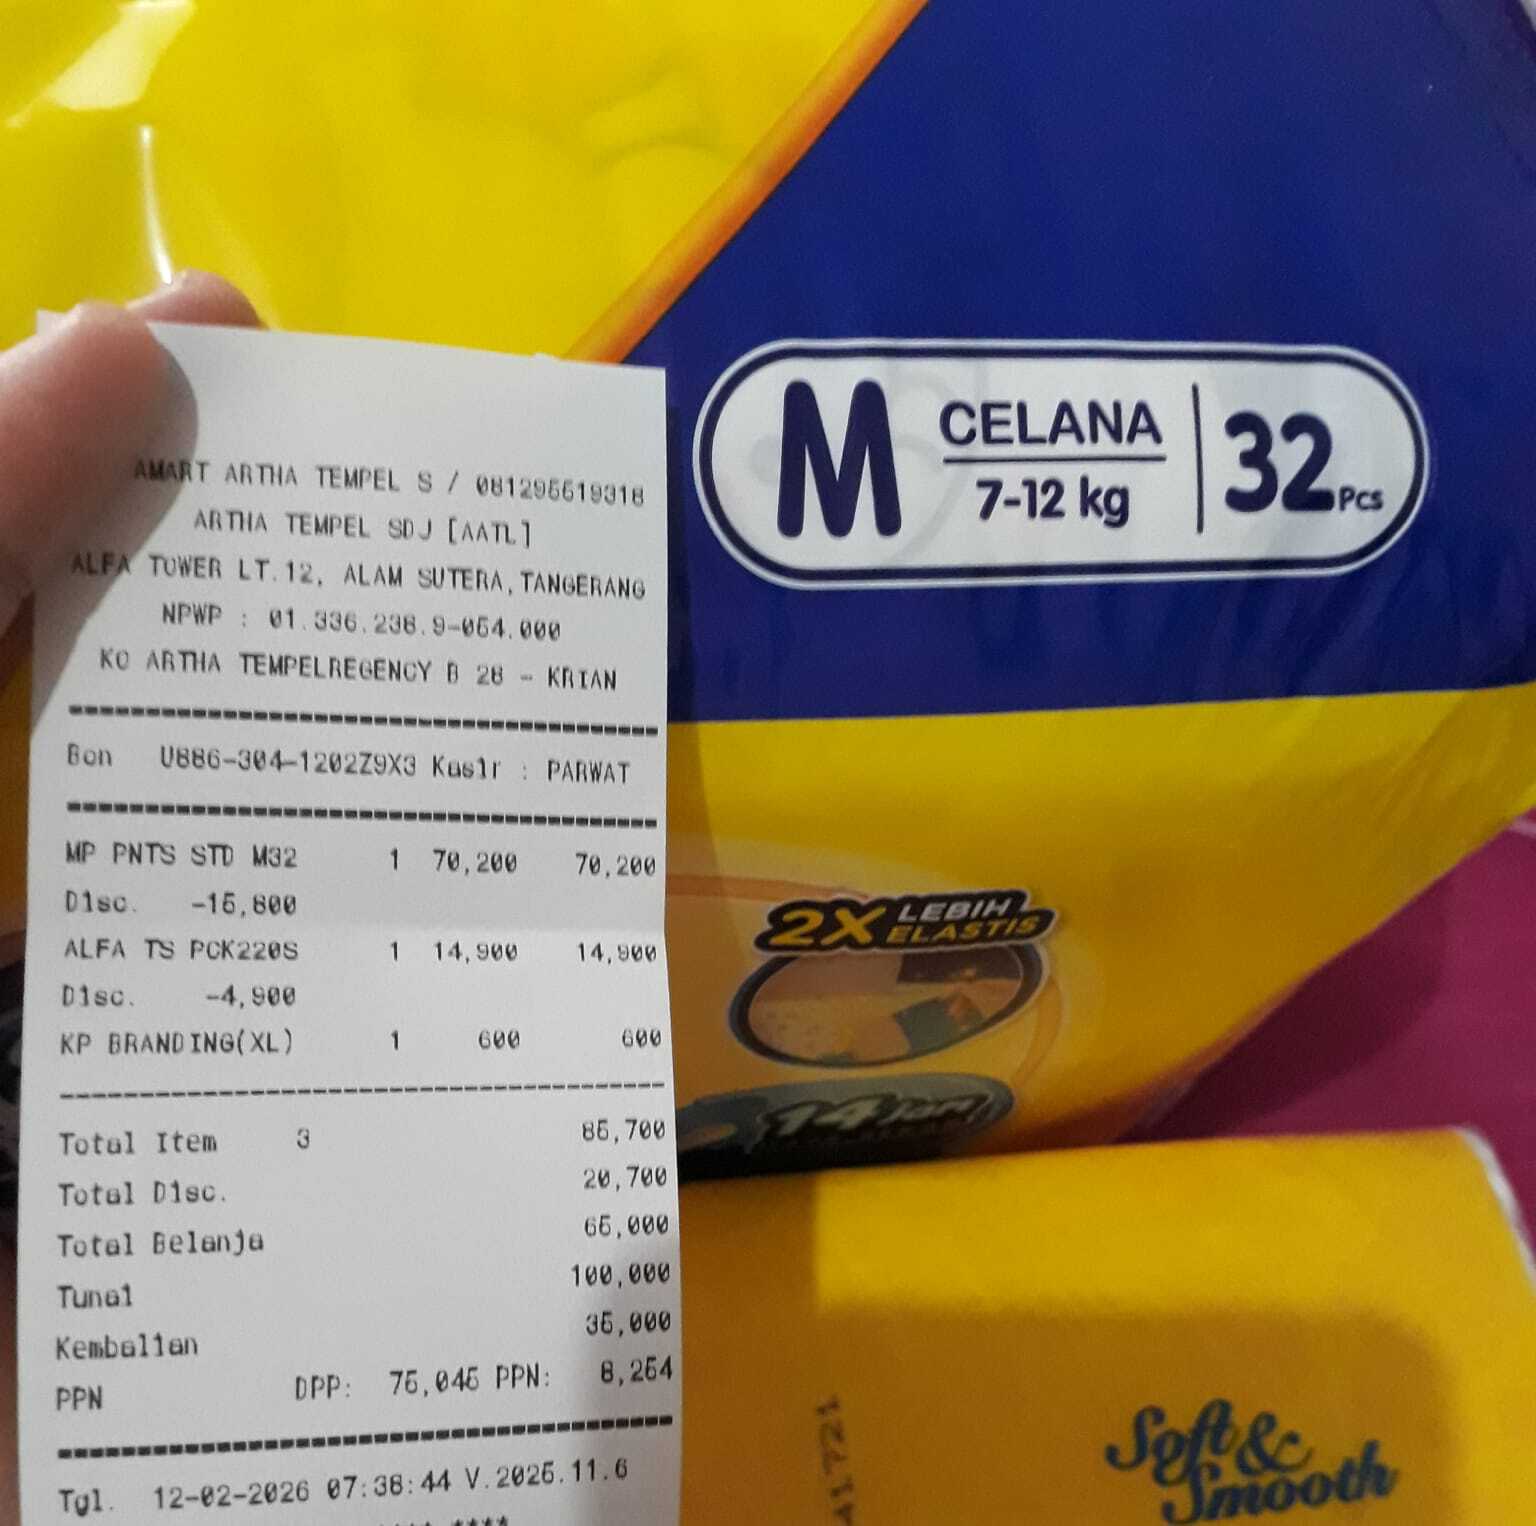 AMART ARTHA TEMPEL S / 081295519318
ARTHA TEMPEL SDJ [AATL]
ALFA TOWER LT.12, ALAM SUTERA,TANGERANG
NPWP : 01.336.238.9-054.000
KO ARTHA TEMPELREGENCY B 28 - KRIAN
Bon U886-304-1202Z9X3 Kasir : PARWAT
MP PNTS STD M32 1 70,200 70,200
Disc. -15,800
ALFA TS PCK220S 1 14,900 14,900
Disc. -4,900
KP BRANDING(XL) 1 600 600
Total Item 3 85,700
Total Disc. 20,700
Total Belanja 65,000
Tunai 100,000
Kembalian 35,000
PPN DPP: 75,045 PPN: 8,254
Tgl. 12-02-2026 07:38:44 V.2025.11.6
M CELANA 7-12 kg 32 Pcs
2X LEBIH ELASTIS
14 jam
41721
Soft &
Smooth